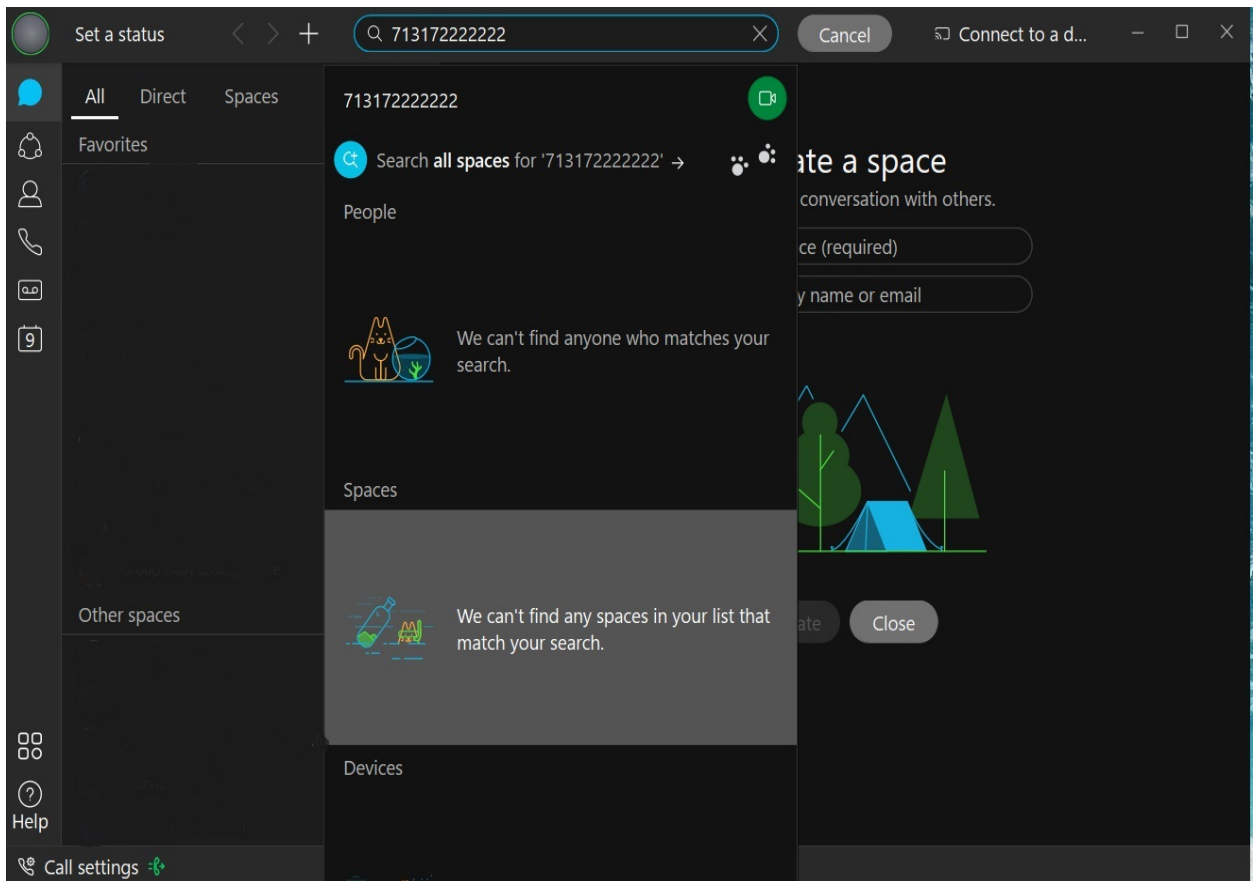 Set a status
713172222222
Cancel
Connect to a d...
All Direct Spaces
Favorites
Other spaces
9
Help
Call settings
713172222222
Search all spaces for '713172222222' →
People
We can't find anyone who matches your
search.
Spaces
We can't find any spaces in your list that
match your search.
Devices
ate a space
conversation with others.
ce (required)
y name or email
ate
Close